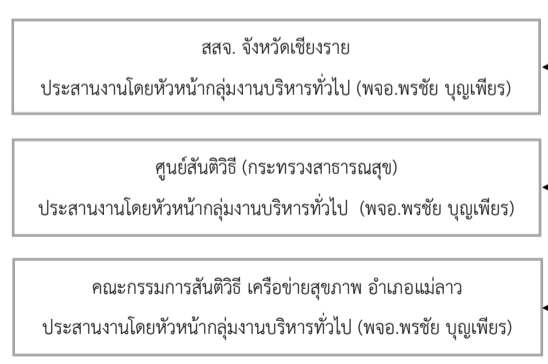 สสจ. จังหวัดเชียงราย
ประสานงานโดยหัวหน้ากลุ่มงานบริหารทั่วไป (พจอ.พรชัย บุญเพียร)
ศูนย์สันติวิธี (กระทรวงสาธารณสุข)
ประสานงานโดยหัวหน้ากลุ่มงานบริหารทั่วไป (พจอ.พรชัย บุญเพียร)
คณะกรรมการสันติวิธี เครือข่ายสุขภาพ อำเภอแม่ลาว
ประสานงานโดยหัวหน้ากลุ่มงานบริหารทั่วไป (พจอ.พรชัย บุญเพียร)